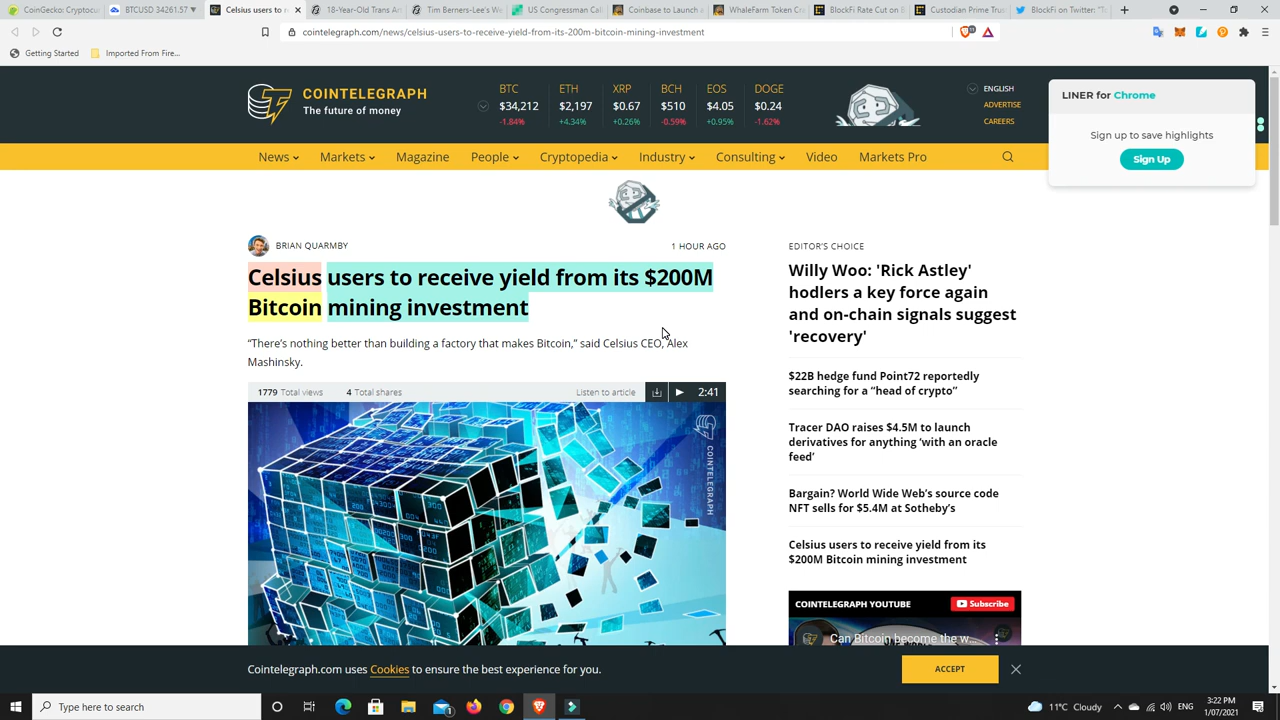 CoinGecko: Cryptocu
BTCUSD 34261.57
Celsius users to re
18-Year-Old Trans Art
Tim Berners-Lee's We
US Congressman Cal
Coinbase to Launch a
WhaleFarm Token Cr
BlockFi Rate Cut on B
Custodian Prime Trus
BlockFi on Twitter: "T
cointelegraph.com/news/celsius-users-to-receive-yield-from-its-200m-bitcoin-mining-investment
Getting Started
Imported From Fire...
COINTELEGRAPH
The future of money
BTC ETH XRP BCH EOS DOGE
$34,212 $2,197 $0.67 $510 $4.05 $0.24
-1.84% +4.34% +0.26% -0.59% +0.95% -1.62%
ENGLISH
ADVERTISE
CAREERS
LINER for Chrome
Sign up to save highlights
Sign Up
News Markets Magazine People Cryptopedia Industry Consulting Video Markets Pro
BRIAN QUARMBY
1 HOUR AGO
Celsius users to receive yield from its $200M
Bitcoin mining investment
“There’s nothing better than building a factory that makes Bitcoin,” said Celsius CEO, Alex
Mashinsky.
1779 Total views 4 Total shares Listen to article 2:41
COINTELEGRAPH
EDITOR’S CHOICE
Willy Woo: 'Rick Astley'
hodlers a key force again
and on-chain signals suggest
'recovery'
$22B hedge fund Point72 reportedly
searching for a “head of crypto”
Tracer DAO raises $4.5M to launch
derivatives for anything ‘with an oracle
feed’
Bargain? World Wide Web’s source code
NFT sells for $5.4M at Sotheby’s
Celsius users to receive yield from its
$200M Bitcoin mining investment
COINTELEGRAPH YOUTUBE
Subscribe
Can Bitcoin become the w...
Cointelegraph.com uses Cookies to ensure the best experience for you.
ACCEPT
Type here to search
11°C Cloudy
3:22 PM
1/07/2021